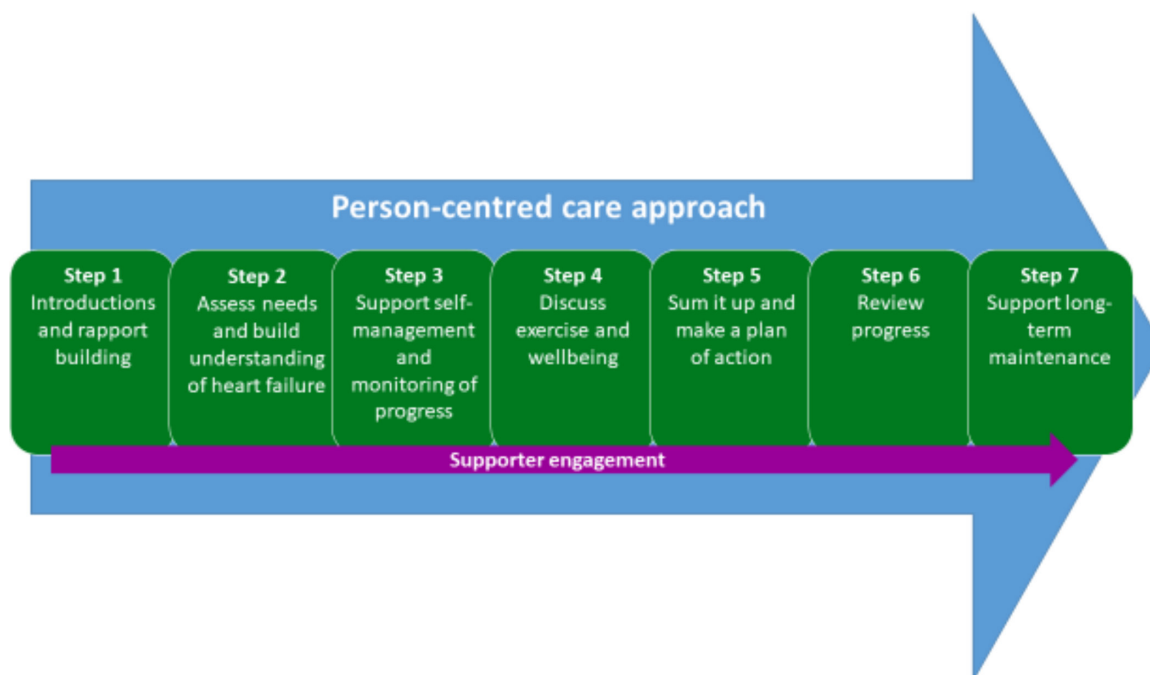 Person-centred care approach
Step 1
Introductions
and rapport
building
Step 2
Assess needs
and build
understanding
of heart failure
Step 3
Support self-
management
and
monitoring of
progress
Step 4
Discuss
exercise and
wellbeing
Step 5
Sum it up and
make a plan
of action
Step 6
Review
progress
Step 7
Support long-
term
maintenance
Supporter engagement